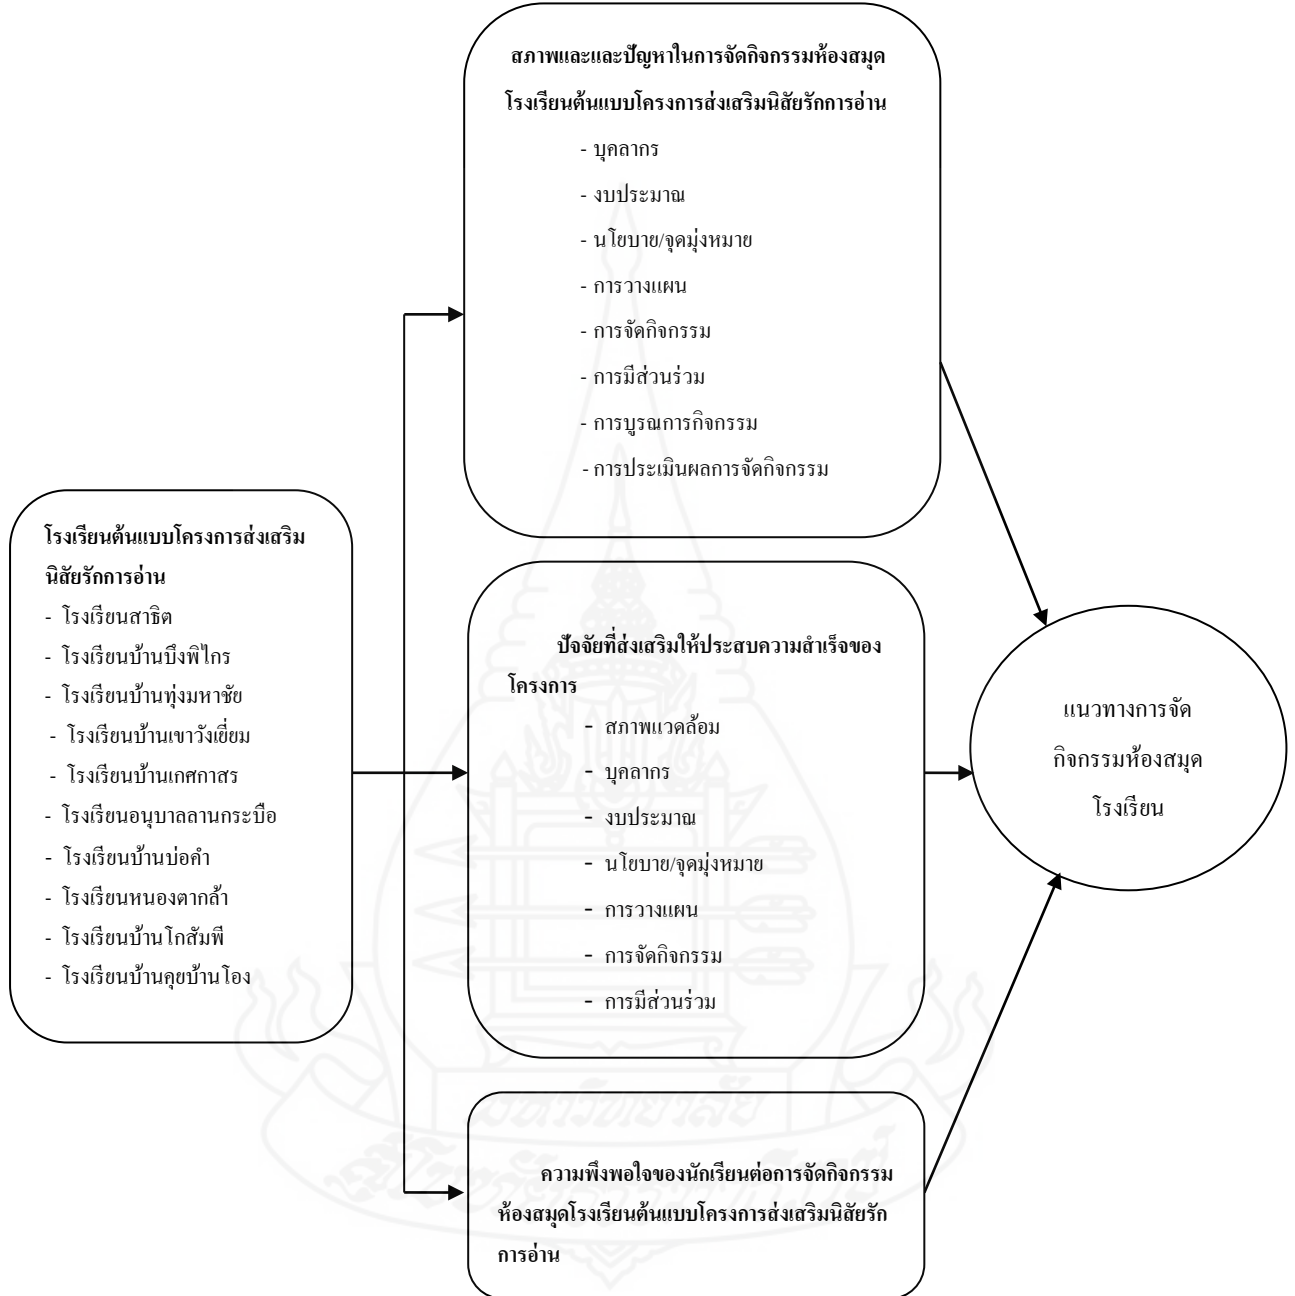 สภาพและและปัญหาในการจัดกิจกรรมห้องสมุด
โรงเรียนต้นแบบโครงการส่งเสริมนิสัยรักการอ่าน
- บุคลากร
- งบประมาณ
- นโยบาย/จุดมุ่งหมาย
- การวางแผน
- การจัดกิจกรรม
- การมีส่วนร่วม
- การบูรณการกิจกรรม
- การประเมินผลการจัดกิจกรรม
โรงเรียนต้นแบบโครงการส่งเสริม
นิสัยรักการอ่าน
- โรงเรียนสาธิต
- โรงเรียนบ้านบึงพิไกร
- โรงเรียนบ้านทุ่งมหาชัย
- โรงเรียนบ้านเขาวังเยี่ยม
- โรงเรียนบ้านเกศกาสร
- โรงเรียนอนุบาลลานกระบือ
- โรงเรียนบ้านบ่อคำ
- โรงเรียนหนองตากล้า
- โรงเรียนบ้านโกสัมพี
- โรงเรียนบ้านคุยบ้านโอง
ปัจจัยที่ส่งเสริมให้ประสบความสำเร็จของ
โครงการ
- สภาพแวดล้อม
- บุคลากร
- งบประมาณ
- นโยบาย/จุดมุ่งหมาย
- การวางแผน
- การจัดกิจกรรม
- การมีส่วนร่วม
ความพึงพอใจของนักเรียนต่อการจัดกิจกรรม
ห้องสมุดโรงเรียนต้นแบบโครงการส่งเสริมนิสัยรัก
การอ่าน
แนวทางการจัด
กิจกรรมห้องสมุด
โรงเรียน
มหาวิทยาลัย
สุโขทัยธรรมาธิราช